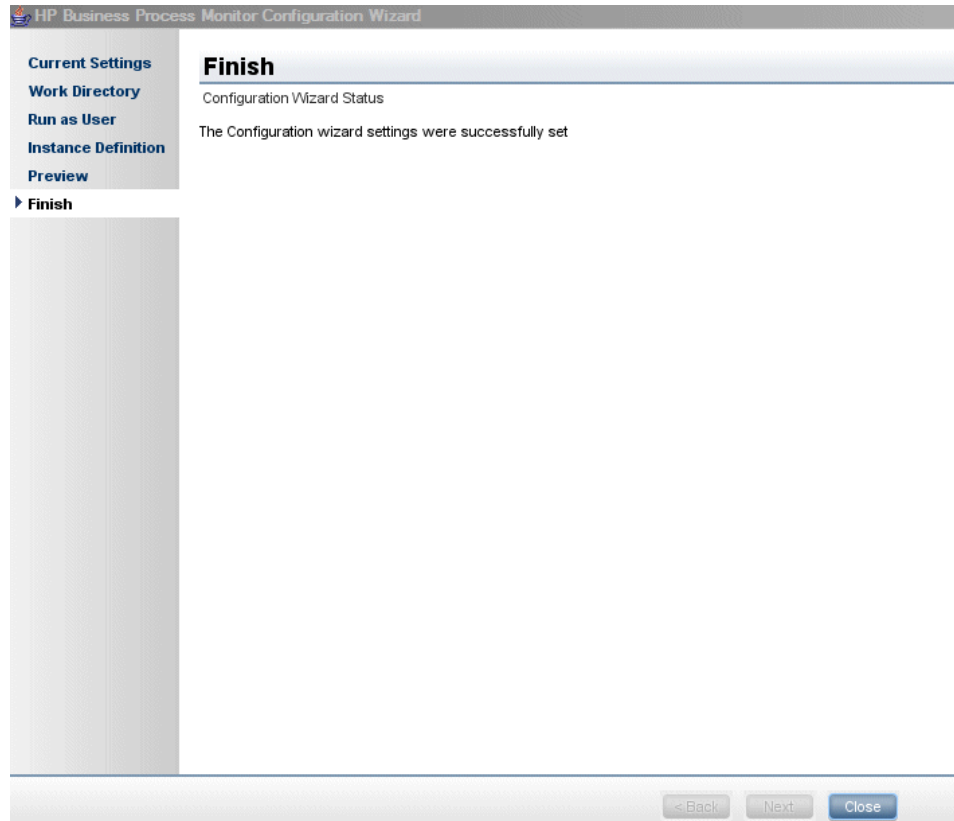 HP Business Process Monitor Configuration Wizard
Current Settings
Work Directory
Run as User
Instance Definition
Preview
Finish
Finish
Configuration Wizard Status
The Configuration wizard settings were successfully set
< Back
Next
Close